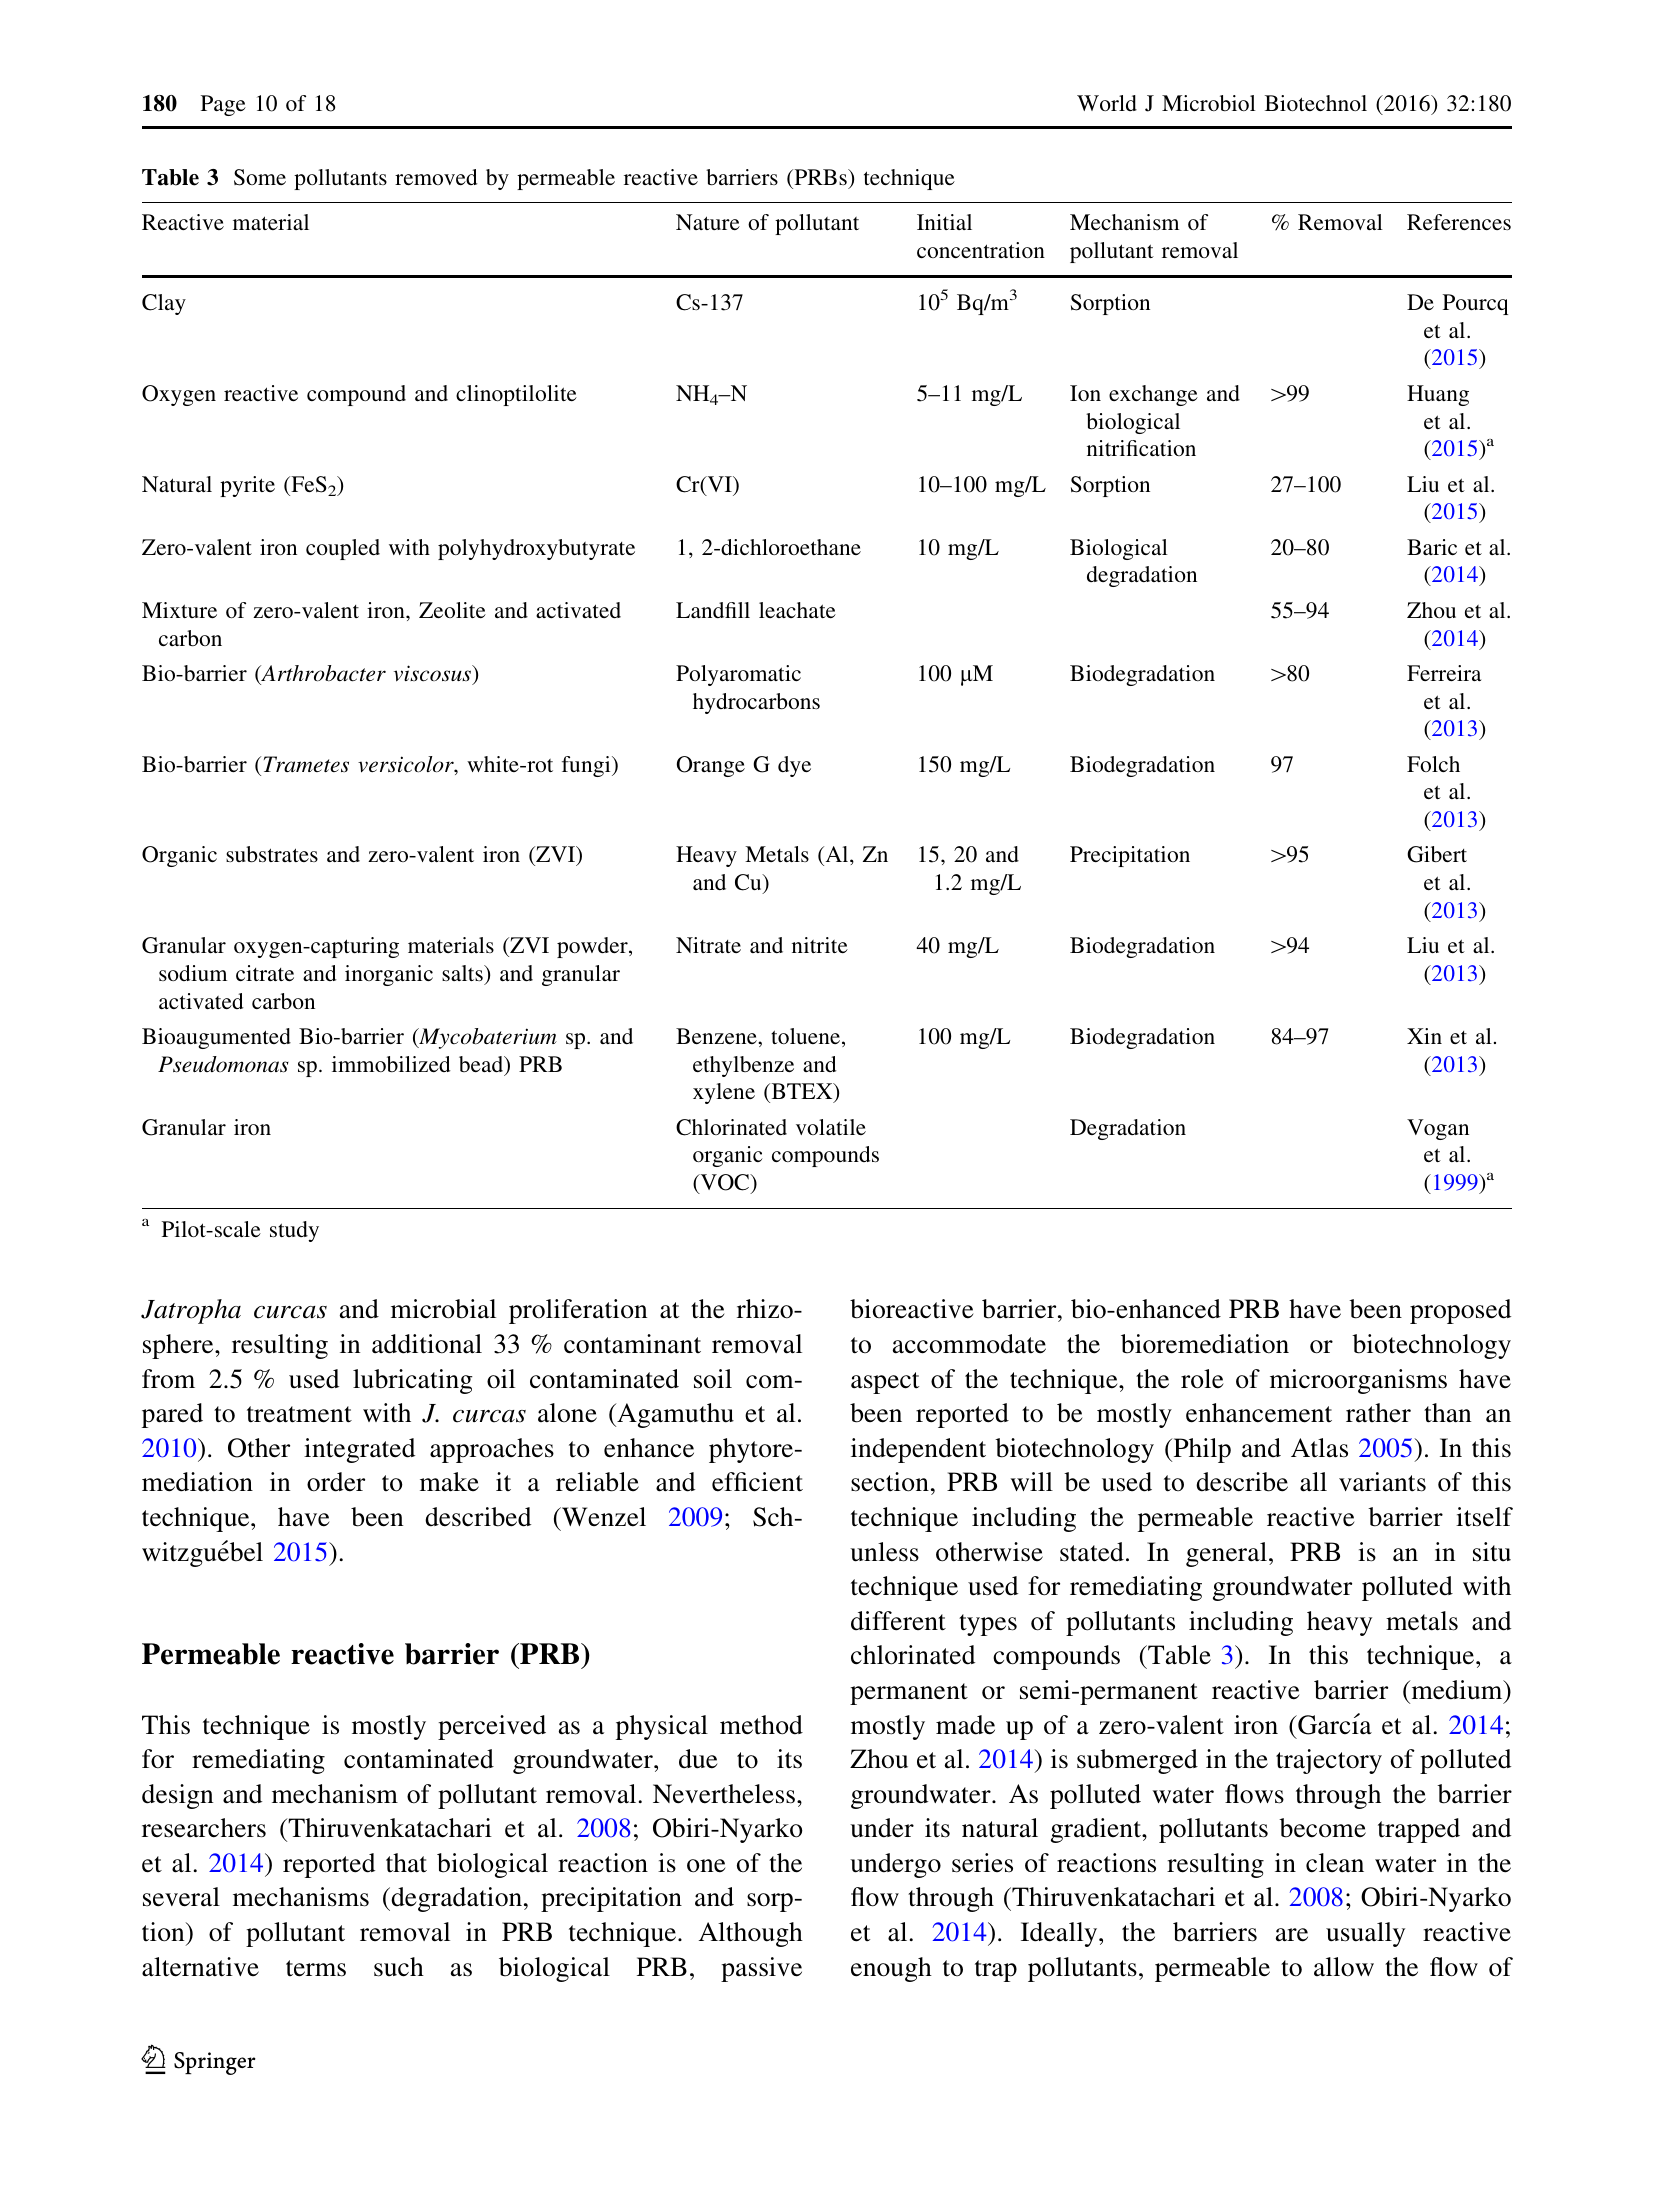 180 Page 10 of 18 World J Microbiol Biotechnol (2016) 32:180
Table 3 Some pollutants removed by permeable reactive barriers (PRBs) technique
Reactive material Nature of pollutant Initial concentration Mechanism of pollutant removal % Removal References
Clay Cs-137 10⁵ Bq/m³ Sorption De Pourcq et al. (2015)
Oxygen reactive compound and clinoptilolite NH₄–N 5–11 mg/L Ion exchange and biological nitrification >99 Huang et al. (2015)ᵃ
Natural pyrite (FeS₂) Cr(VI) 10–100 mg/L Sorption 27–100 Liu et al. (2015)
Zero-valent iron coupled with polyhydroxybutyrate 1, 2-dichloroethane 10 mg/L Biological degradation 20–80 Baric et al. (2014)
Mixture of zero-valent iron, Zeolite and activated carbon Landfill leachate 55–94 Zhou et al. (2014)
Bio-barrier (Arthrobacter viscosus) Polyaromatic hydrocarbons 100 μM Biodegradation >80 Ferreira et al. (2013)
Bio-barrier (Trametes versicolor, white-rot fungi) Orange G dye 150 mg/L Biodegradation 97 Folch et al. (2013)
Organic substrates and zero-valent iron (ZVI) Heavy Metals (Al, Zn and Cu) 15, 20 and 1.2 mg/L Precipitation >95 Gibert et al. (2013)
Granular oxygen-capturing materials (ZVI powder, sodium citrate and inorganic salts) and granular activated carbon Nitrate and nitrite 40 mg/L Biodegradation >94 Liu et al. (2013)
Bioaugumented Bio-barrier (Mycobaterium sp. and Pseudomonas sp. immobilized bead) PRB Benzene, toluene, ethylbenze and xylene (BTEX) 100 mg/L Biodegradation 84–97 Xin et al. (2013)
Granular iron Chlorinated volatile organic compounds (VOC) Degradation Vogan et al. (1999)ᵃ
ᵃ Pilot-scale study
Jatropha curcas and microbial proliferation at the rhizo-
sphere, resulting in additional 33 % contaminant removal
from 2.5 % used lubricating oil contaminated soil com-
pared to treatment with J. curcas alone (Agamuthu et al.
2010). Other integrated approaches to enhance phytore-
mediation in order to make it a reliable and efficient
technique, have been described (Wenzel 2009; Sch-
witzguébel 2015).
Permeable reactive barrier (PRB)
This technique is mostly perceived as a physical method
for remediating contaminated groundwater, due to its
design and mechanism of pollutant removal. Nevertheless,
researchers (Thiruvenkatachari et al. 2008; Obiri-Nyarko
et al. 2014) reported that biological reaction is one of the
several mechanisms (degradation, precipitation and sorp-
tion) of pollutant removal in PRB technique. Although
alternative terms such as biological PRB, passive
bioreactive barrier, bio-enhanced PRB have been proposed
to accommodate the bioremediation or biotechnology
aspect of the technique, the role of microorganisms have
been reported to be mostly enhancement rather than an
independent biotechnology (Philp and Atlas 2005). In this
section, PRB will be used to describe all variants of this
technique including the permeable reactive barrier itself
unless otherwise stated. In general, PRB is an in situ
technique used for remediating groundwater polluted with
different types of pollutants including heavy metals and
chlorinated compounds (Table 3). In this technique, a
permanent or semi-permanent reactive barrier (medium)
mostly made up of a zero-valent iron (García et al. 2014;
Zhou et al. 2014) is submerged in the trajectory of polluted
groundwater. As polluted water flows through the barrier
under its natural gradient, pollutants become trapped and
undergo series of reactions resulting in clean water in the
flow through (Thiruvenkatachari et al. 2008; Obiri-Nyarko
et al. 2014). Ideally, the barriers are usually reactive
enough to trap pollutants, permeable to allow the flow of
Springer